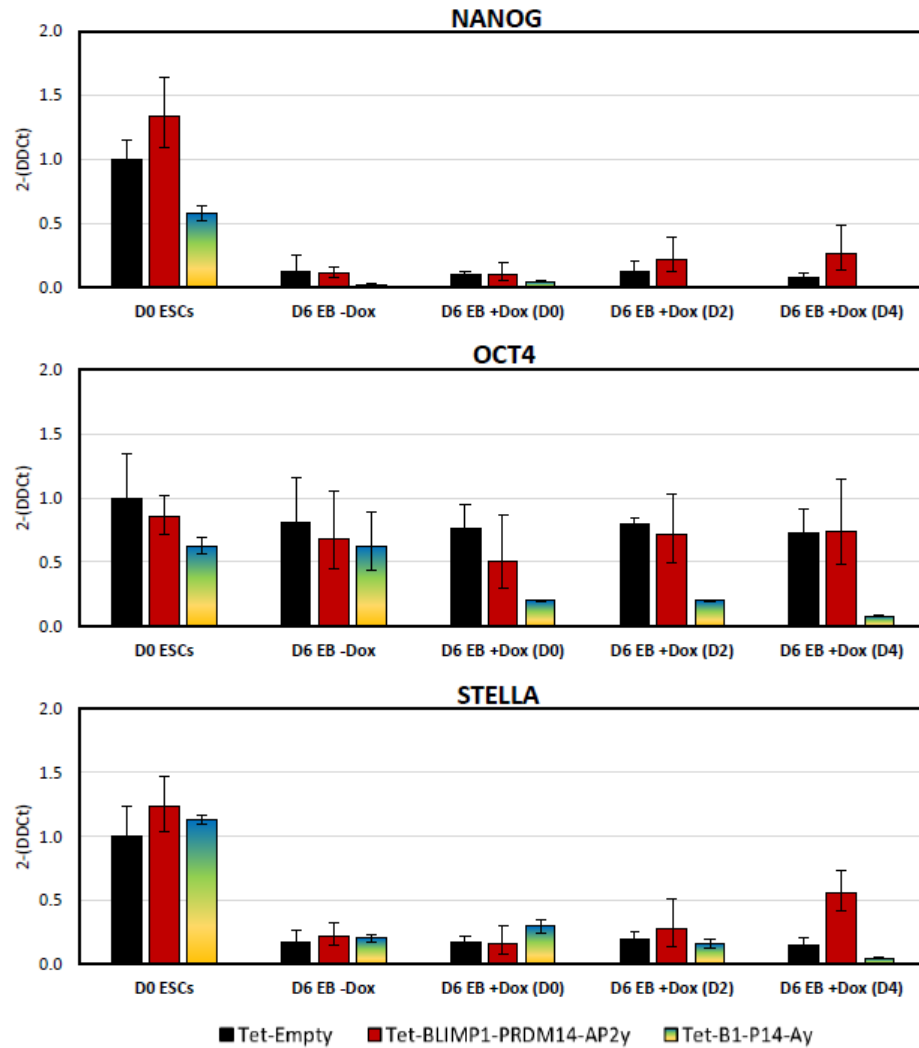 NANOG
2.0
1.5
1.0
0.5
0.0
2-(DDCt)
D0 ESCs D6 EB -Dox D6 EB +Dox (D0) D6 EB +Dox (D2) D6 EB +Dox (D4)
OCT4
2.0
1.5
1.0
0.5
0.0
2-(DDCt)
D0 ESCs D6 EB -Dox D6 EB +Dox (D0) D6 EB +Dox (D2) D6 EB +Dox (D4)
STELLA
2.0
1.5
1.0
0.5
0.0
2-(DDCt)
D0 ESCs D6 EB -Dox D6 EB +Dox (D0) D6 EB +Dox (D2) D6 EB +Dox (D4)
Tet-Empty Tet-BLIMP1-PRDM14-AP2y Tet-B1-P14-Ay